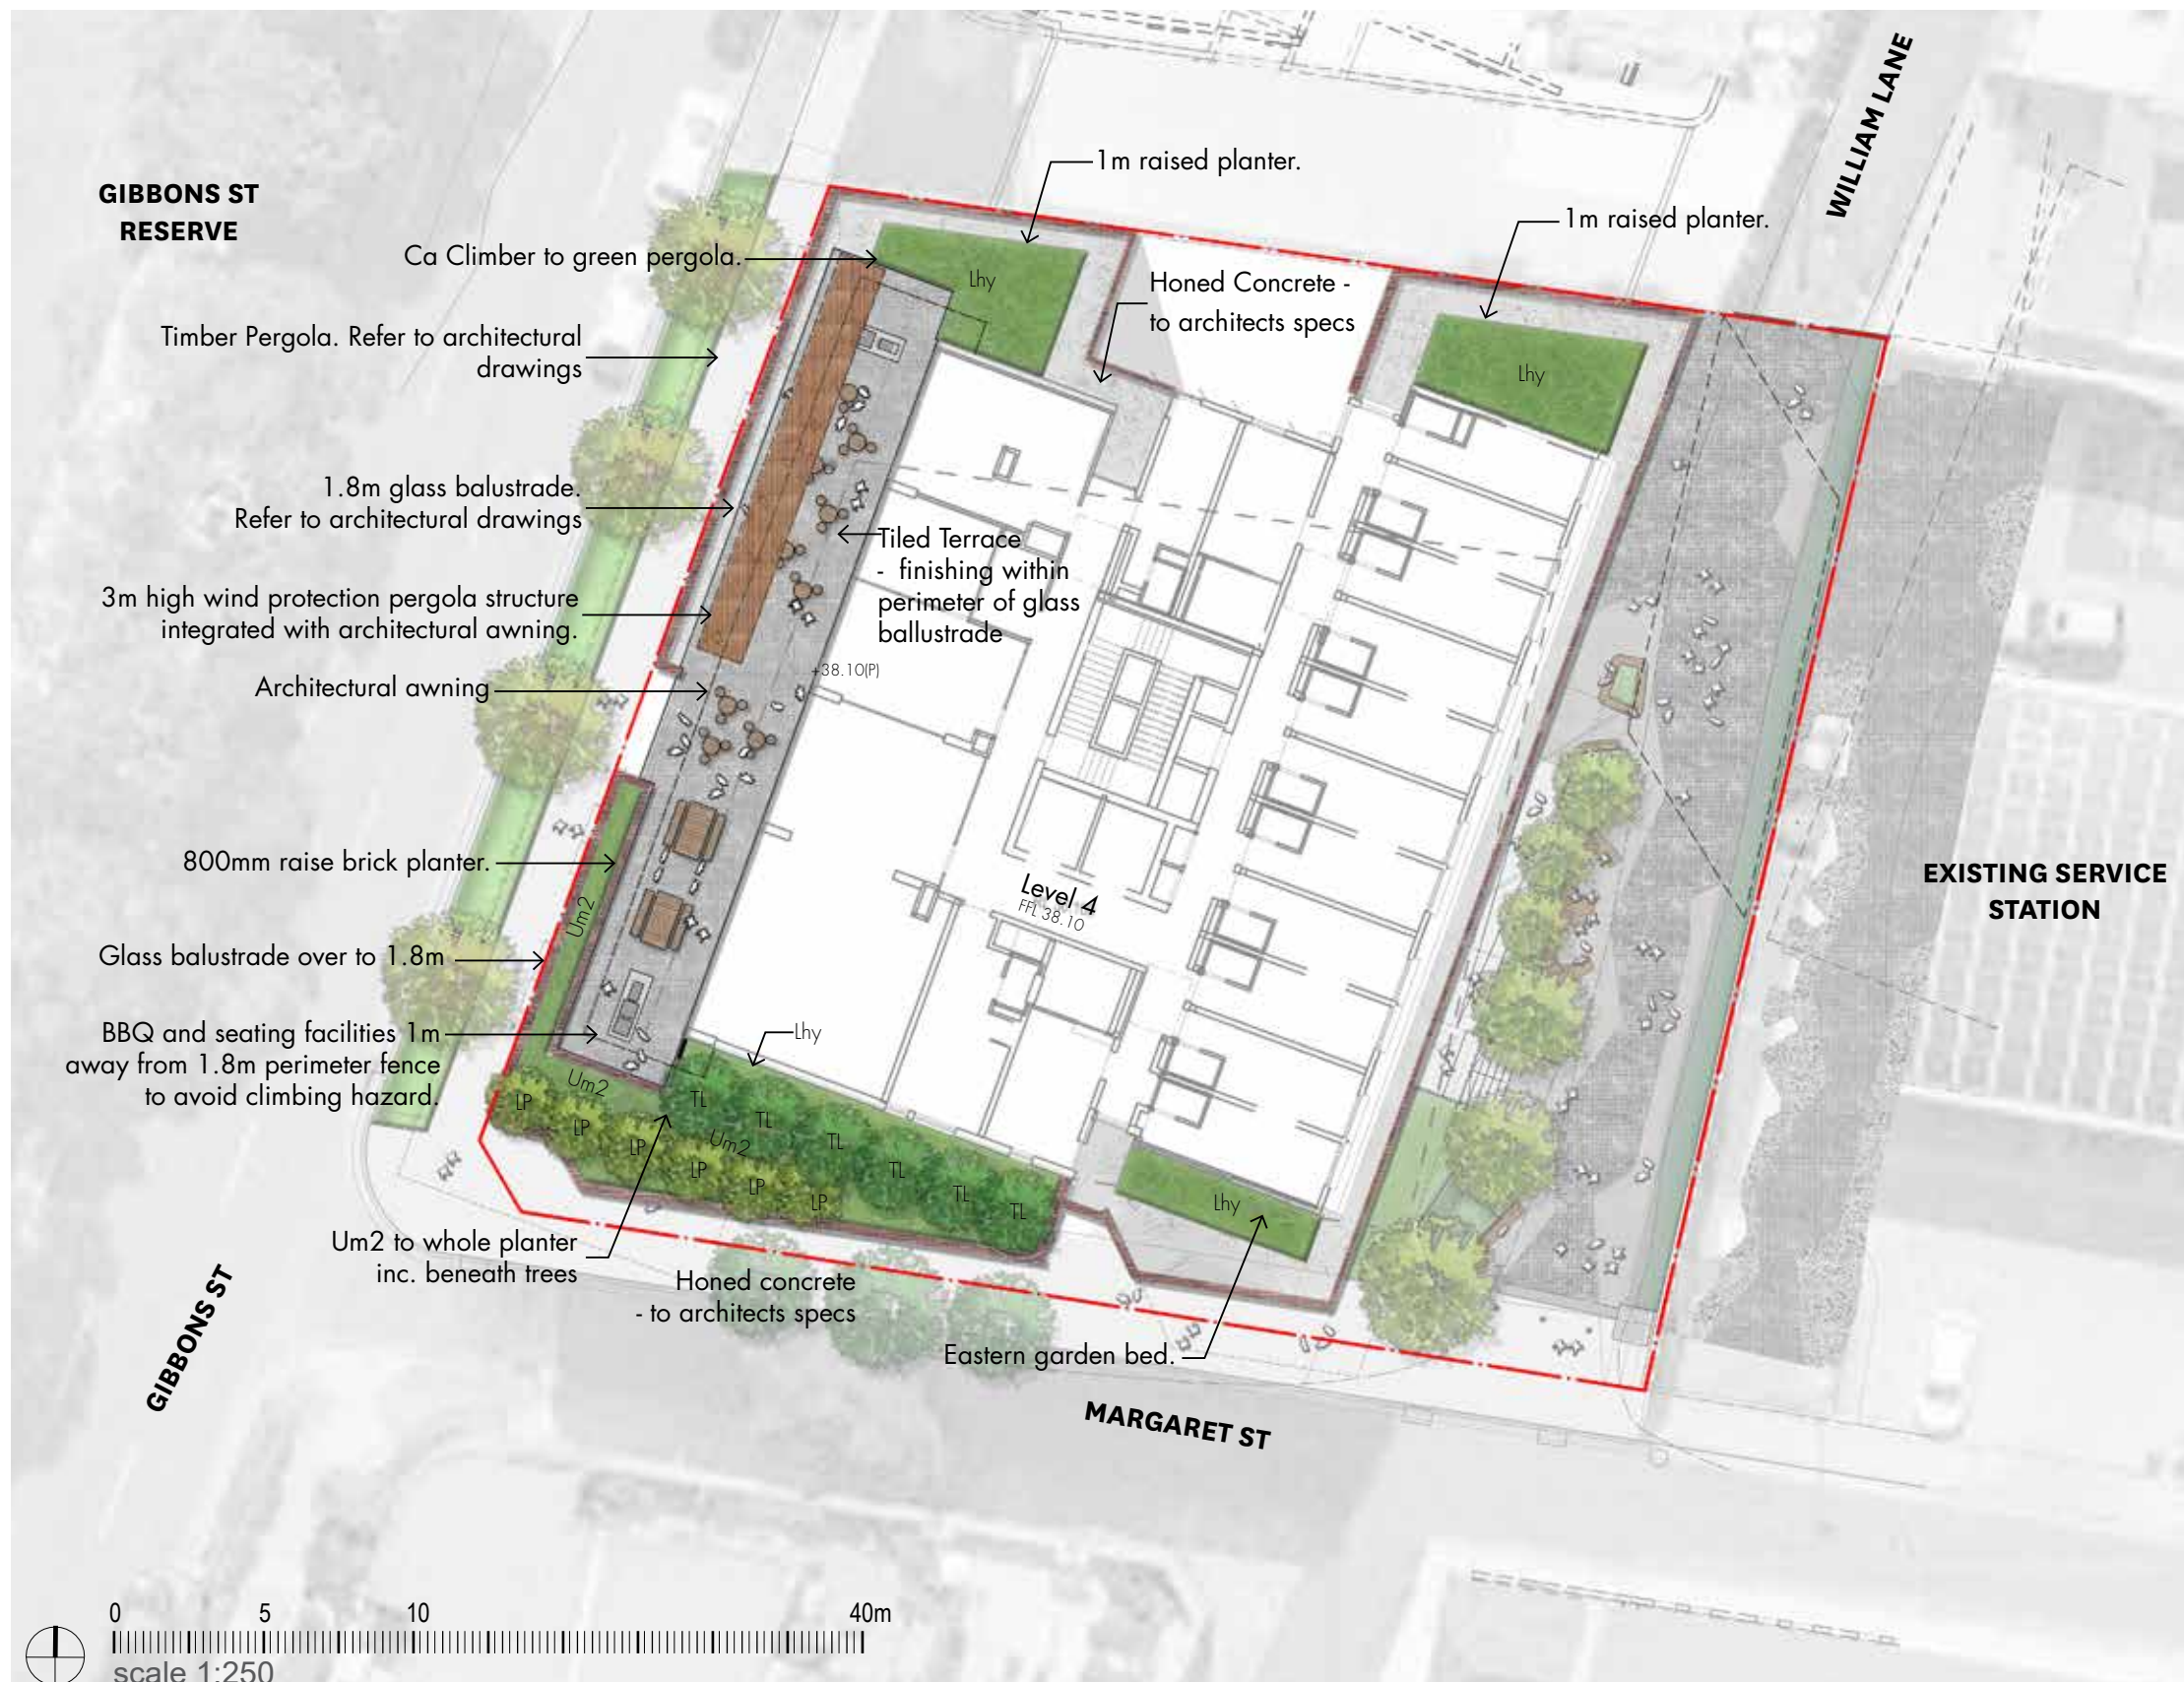 WILLIAM LANE
1m raised planter.
GIBBONS ST
RESERVE
1m raised planter.
Ca Climber to green pergola.
Lhy
Honed Concrete -
to architects specs
Timber Pergola. Refer to architectural
drawings
Lhy
1.8m glass balustrade.
Refer to architectural drawings
Tiled Terrace
- finishing within
perimeter of glass
ballustrade
3m high wind protection pergola structure
integrated with architectural awning.
+38.10(P)
Architectural awning
800mm raise brick planter.
Um2
Level 4
FFL 38.10
EXISTING SERVICE
STATION
Glass balustrade over to 1.8m
BBQ and seating facilities 1m
away from 1.8m perimeter fence
to avoid climbing hazard.
Lhy
Um2
LP
LP
LP
LP
LP
LP
TL
TL
Um2
TL
TL
TL
TL
Lhy
Um2 to whole planter
inc. beneath trees
Honed concrete
- to architects specs
Eastern garden bed.
GIBBONS ST
MARGARET ST
0 5 10 40m
scale 1:250